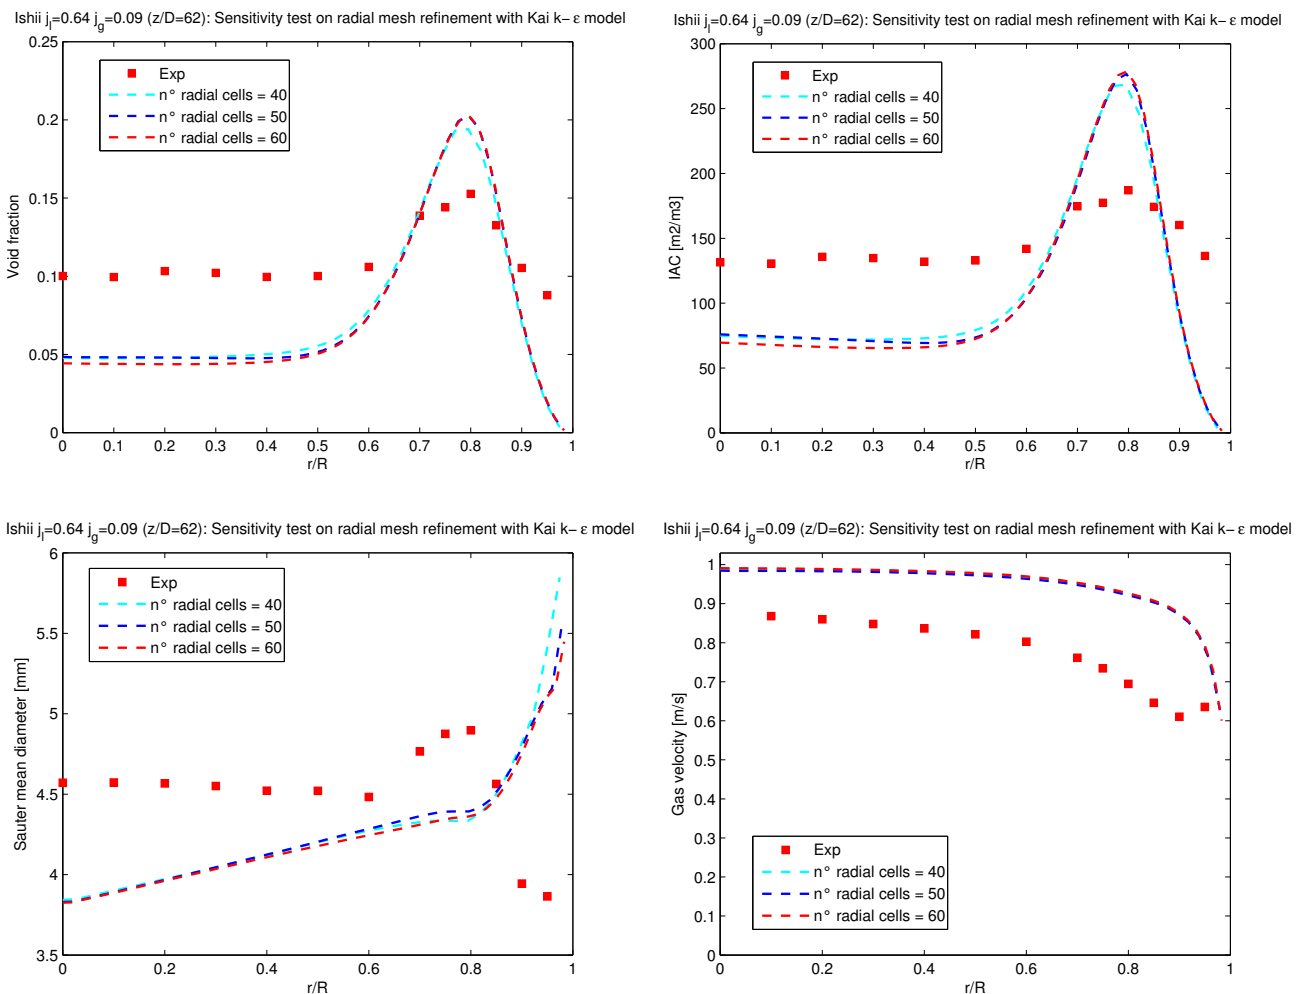 Ishii jl=0.64 jg=0.09 (z/D=62): Sensitivity test on radial mesh refinement with Kai k− ε model
0.25
0.2
0.15
0.1
0.05
0
Void fraction
Exp
n° radial cells = 40
n° radial cells = 50
n° radial cells = 60
0 0.1 0.2 0.3 0.4 0.5 0.6 0.7 0.8 0.9 1
r/R
Ishii jl=0.64 jg=0.09 (z/D=62): Sensitivity test on radial mesh refinement with Kai k− ε model
300
250
200
150
100
50
0
IAC [m2/m3]
Exp
n° radial cells = 40
n° radial cells = 50
n° radial cells = 60
0 0.1 0.2 0.3 0.4 0.5 0.6 0.7 0.8 0.9 1
r/R
Ishii jl=0.64 jg=0.09 (z/D=62): Sensitivity test on radial mesh refinement with Kai k− ε model
6
5.5
5
4.5
4
3.5
Sauter mean diameter [mm]
Exp
n° radial cells = 40
n° radial cells = 50
n° radial cells = 60
0 0.2 0.4 0.6 0.8 1
r/R
Ishii jl=0.64 jg=0.09 (z/D=62): Sensitivity test on radial mesh refinement with Kai k− ε model
1
0.9
0.8
0.7
0.6
0.5
0.4
0.3
0.2
0.1
0
Gas velocity [m/s]
Exp
n° radial cells = 40
n° radial cells = 50
n° radial cells = 60
0 0.2 0.4 0.6 0.8 1
r/R